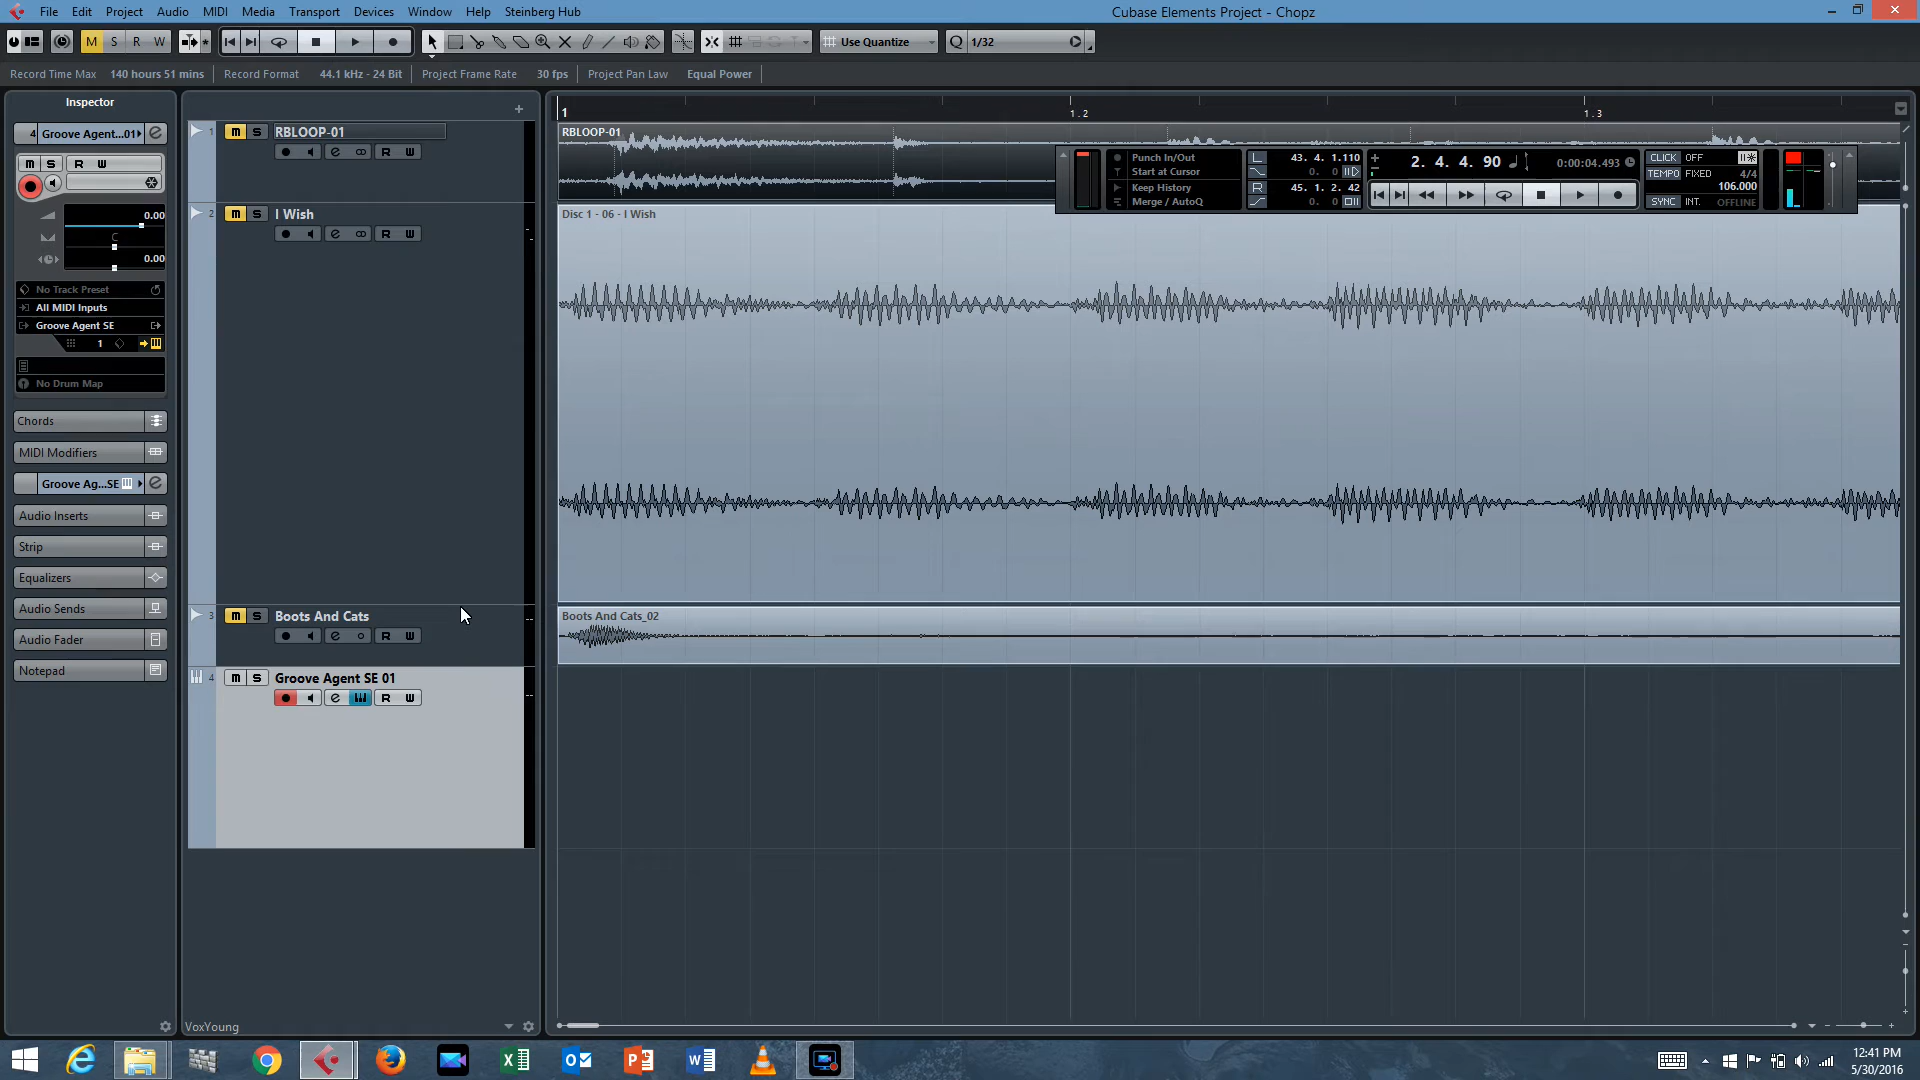 File Edit Project Audio MIDI Media Transport Devices Window Help Steinberg Hub
Cubase Elements Project - Chopz
M S R W
Use Quantize
Q 1/32
Record Time Max 140 hours 51 mins Record Format 44.1 kHz - 24 Bit Project Frame Rate 30 fps Project Pan Law Equal Power
Inspector
4 Groove Agent...01
m S R W
0.00
C
0.00
No Track Preset
All MIDI Inputs
Groove Agent SE
1
No Drum Map
Chords
MIDI Modifiers
Groove Ag...SE
Audio Inserts
Strip
Equalizers
Audio Sends
Audio Fader
Notepad
1 m S RBLOOP-01
e R W
2 m S I Wish
e R W
3 m S Boots And Cats
e R W
4 m S Groove Agent SE 01
e R W
VoxYoung
1 1.2 1.3
RBLOOP-01
Disc 1 - 06 - I Wish
Boots And Cats_02
Punch In/Out
Start at Cursor
Keep History
Merge / AutoQ
L 43. 4. 1.110
0. 0
R 45. 1. 2. 42
0. 0
2. 4. 4. 90
0:00:04.493
CLICK OFF
TEMPO FIXED 4/4
106.000
SYNC INT. OFFLINE
12:41 PM
5/30/2016